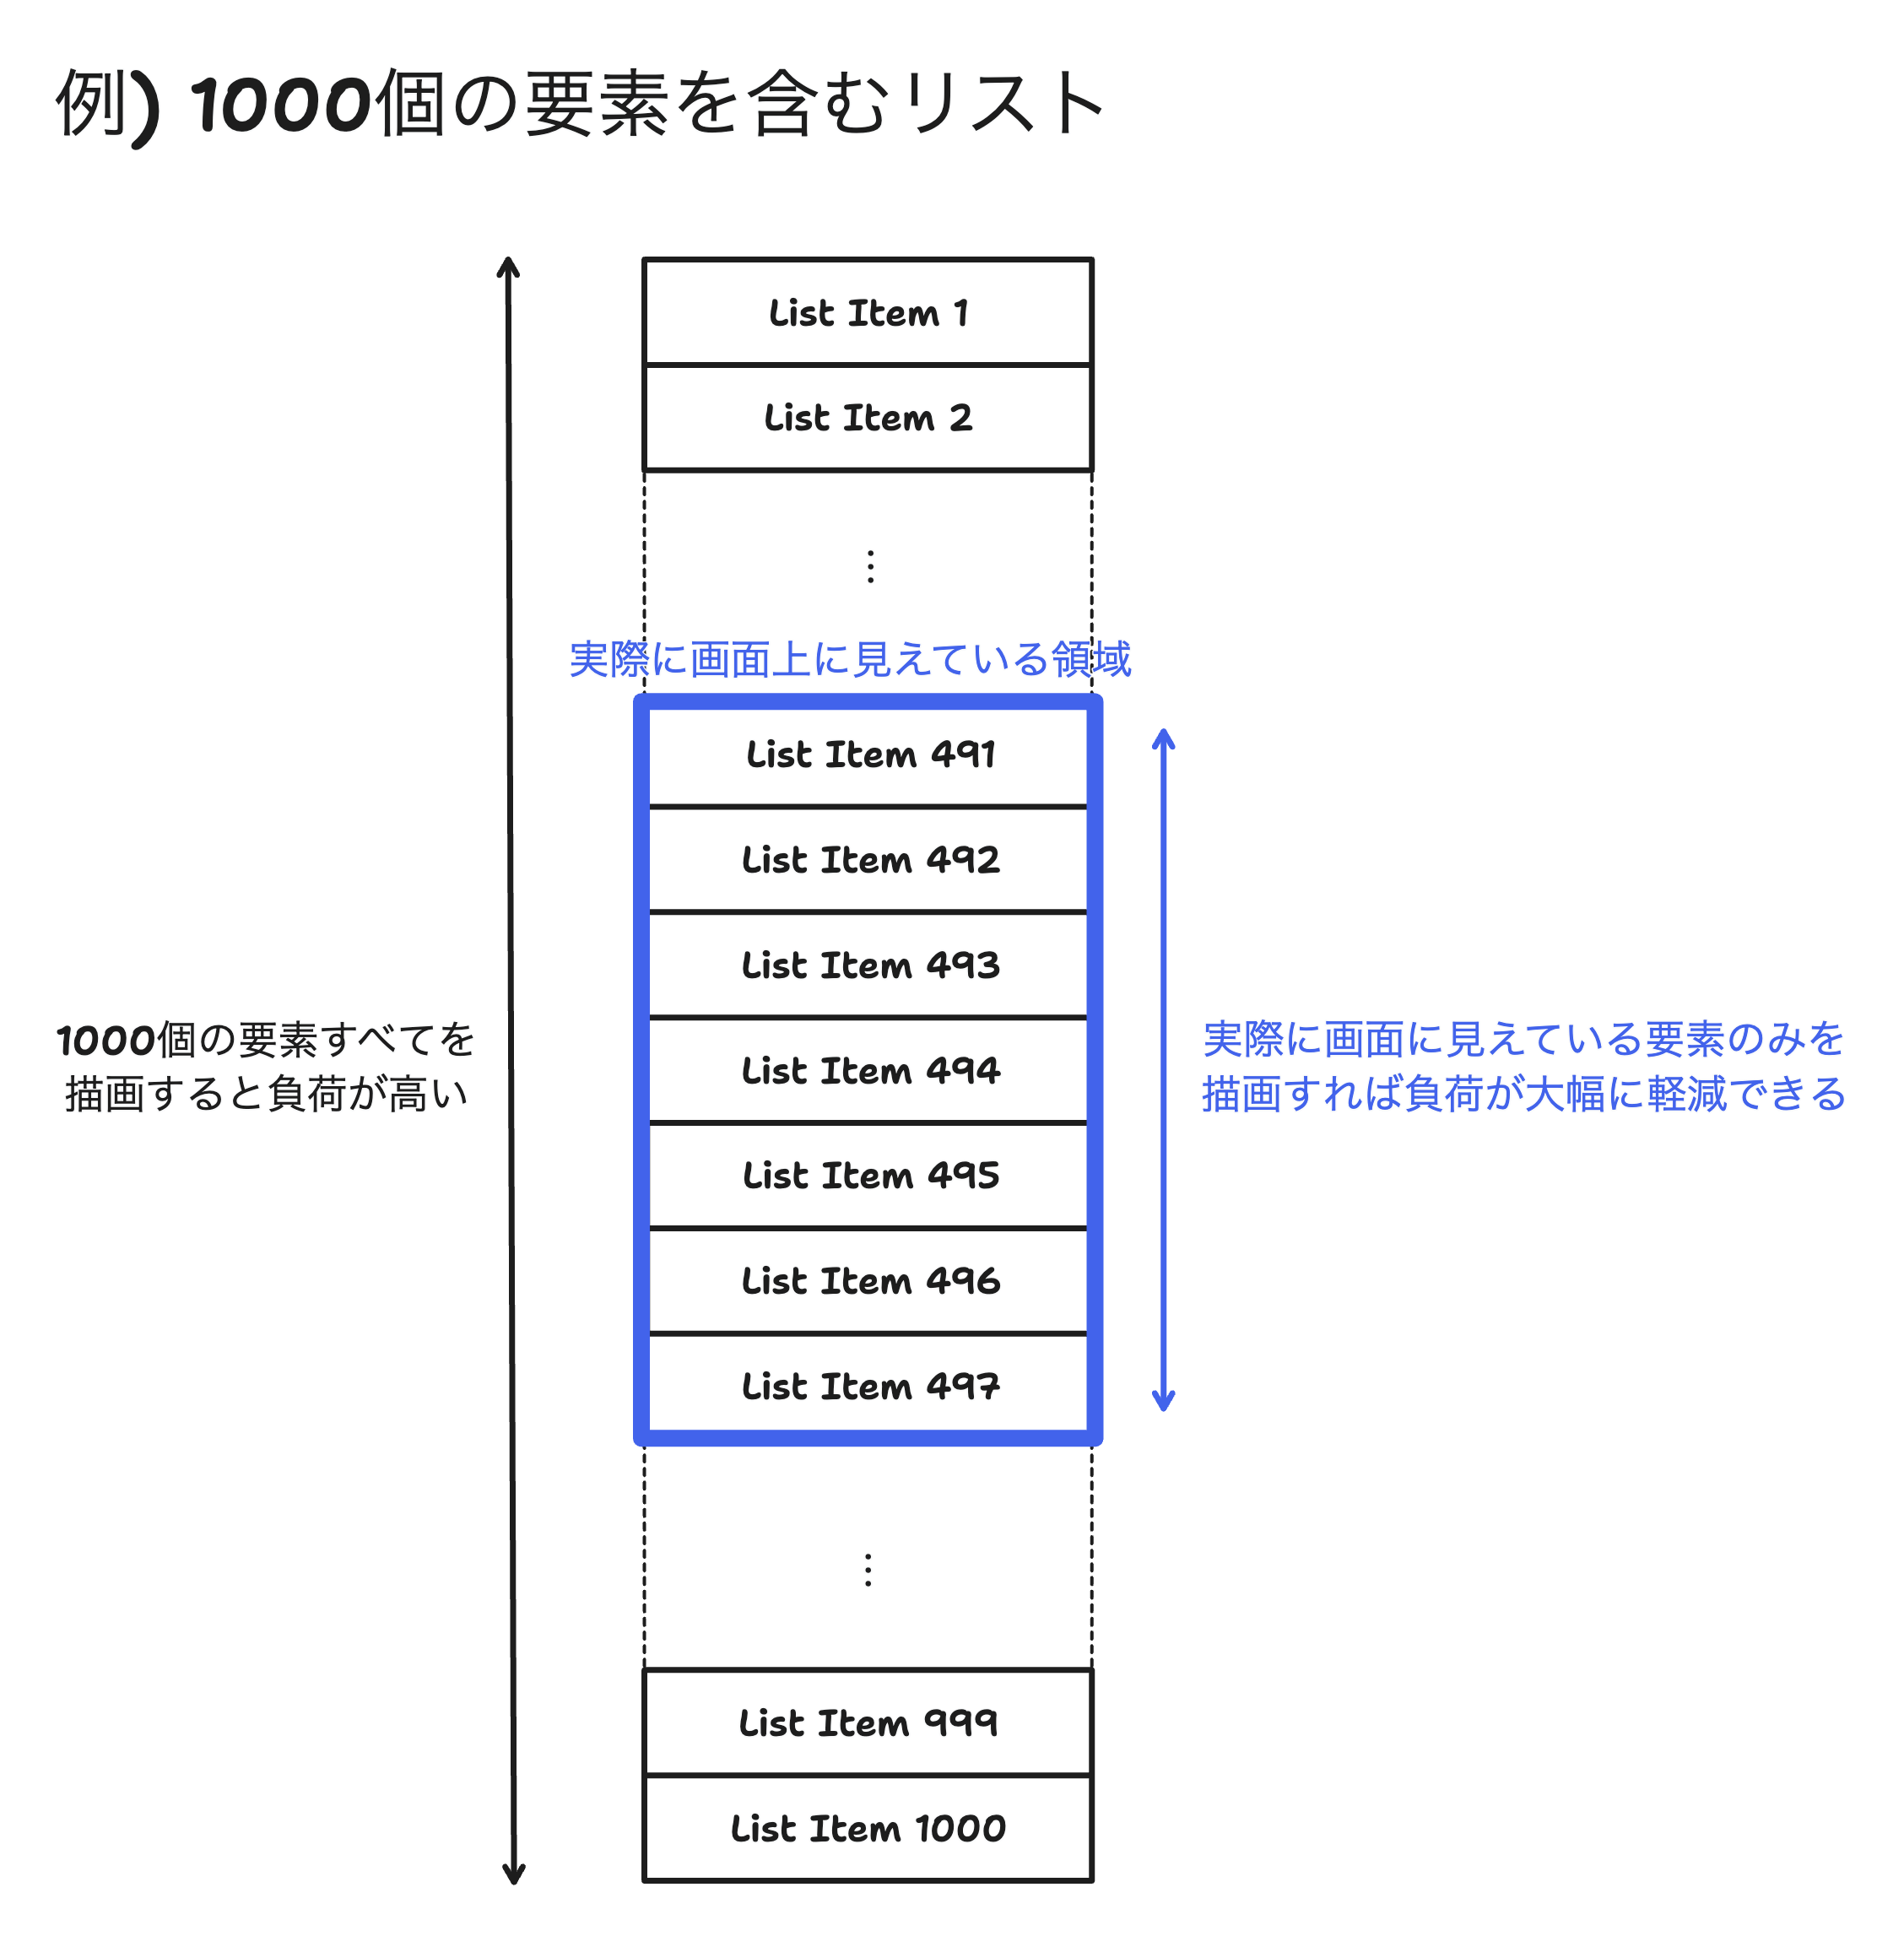 例) 1000個の要素を含むリスト
List Item 1
List Item 2
⋮
実際に画面上に見えている領域
List Item 491
List Item 492
List Item 493
List Item 494
List Item 495
List Item 496
List Item 497
1000個の要素すべてを
描画すると負荷が高い
実際に画面に見えている要素のみを
描画すれば負荷が大幅に軽減できる
⋮
List Item 999
List Item 1000